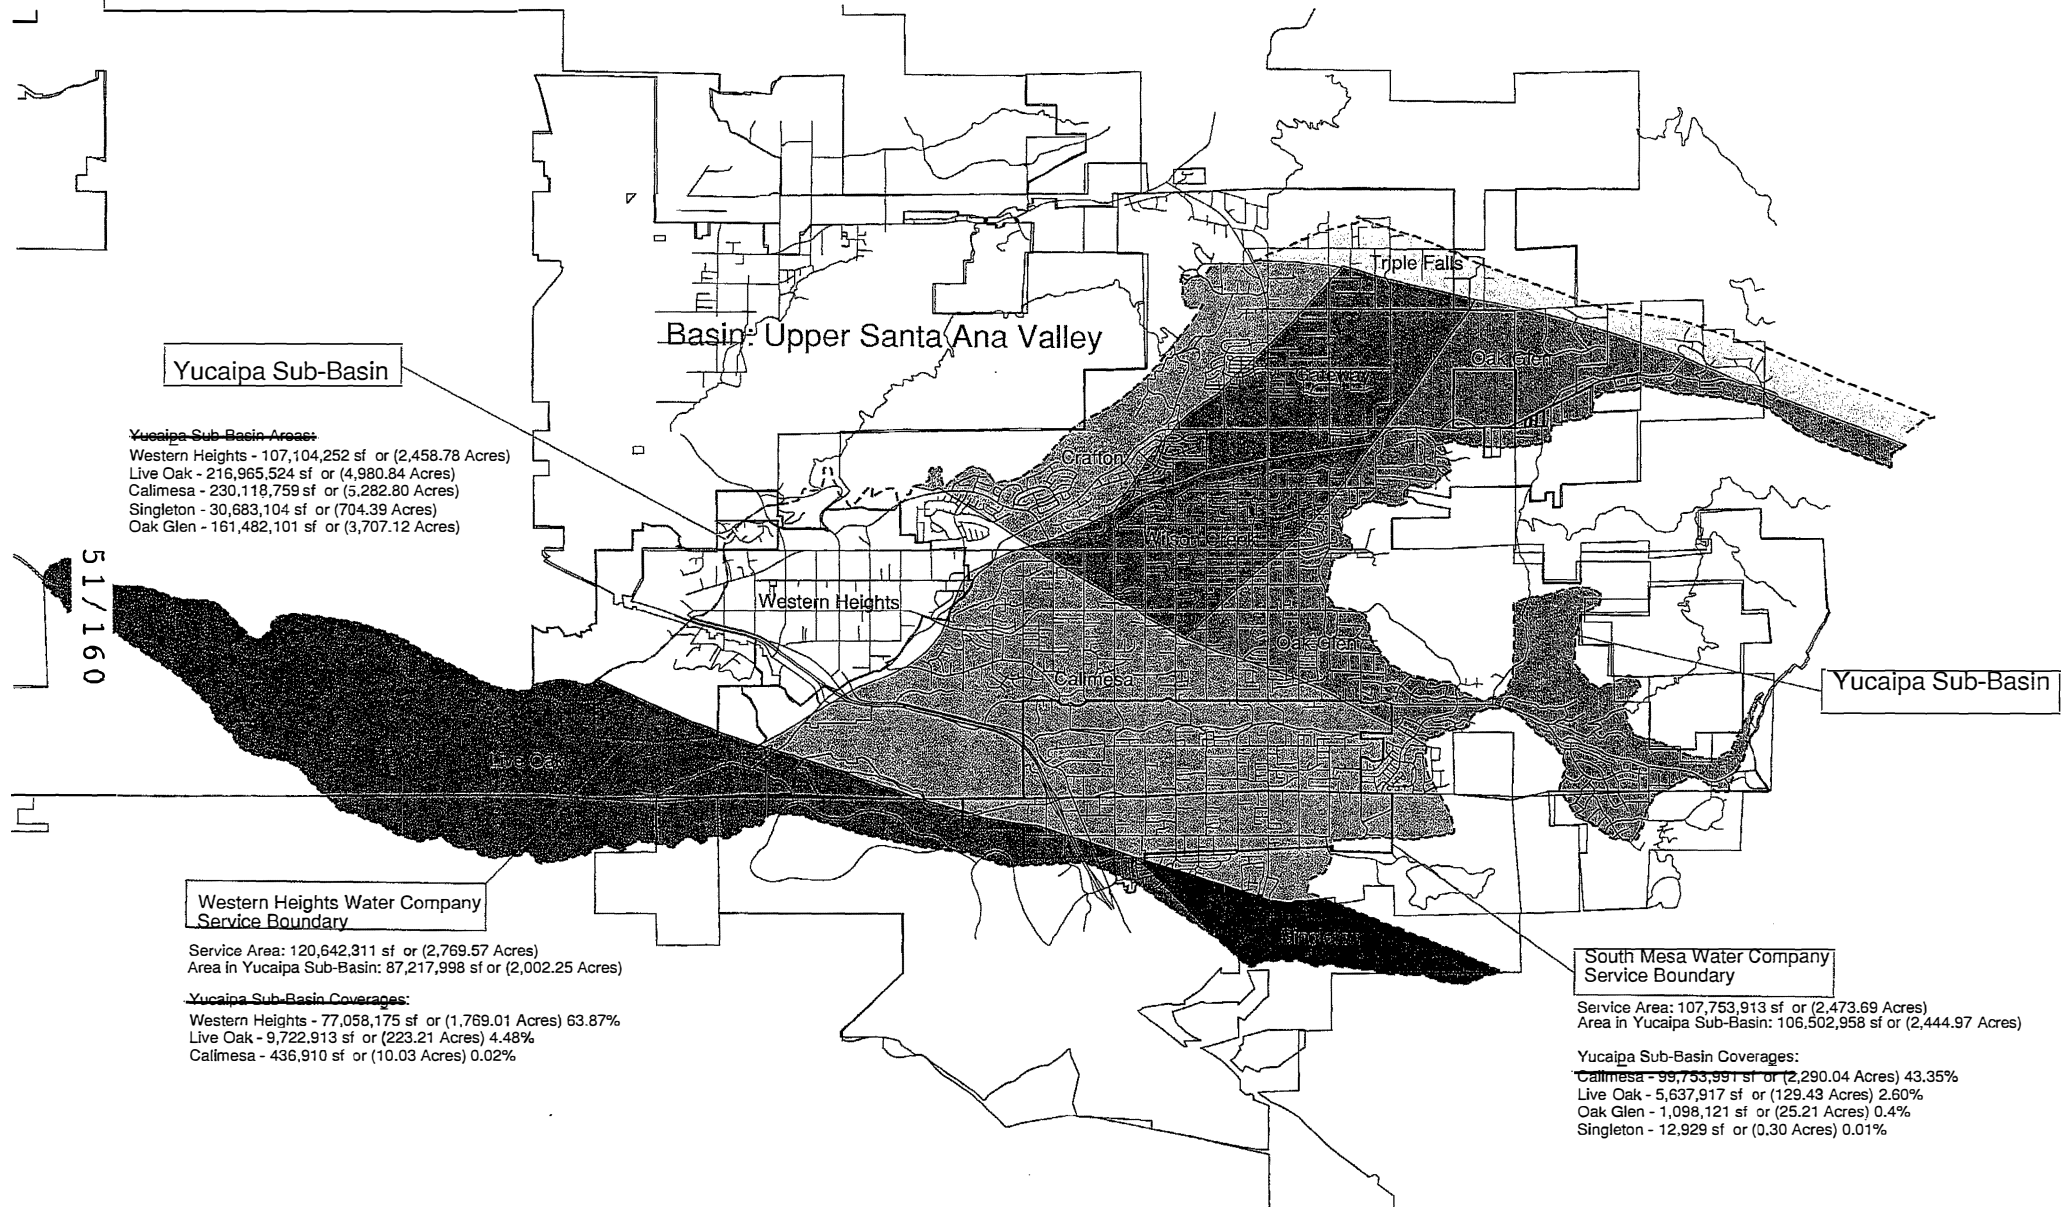 Triple Falls
Basin: Upper Santa Ana Valley
Yucaipa Sub-Basin
Oak Glen
Gateway
Yucaipa Sub-Basin Areas:
Western Heights - 107,104,252 sf or (2,458.78 Acres)
Live Oak - 216,965,524 sf or (4,980.84 Acres)
Calimesa - 230,118,759 sf or (5,282.80 Acres)
Singleton - 30,683,104 sf or (704.39 Acres)
Oak Glen - 161,482,101 sf or (3,707.12 Acres)
Crafton
Wilson Creek
51/160
Western Heights
Oak Glen
Calimesa
Yucaipa Sub-Basin
Live Oak
Singleton
Western Heights Water Company
Service Boundary
Service Area: 120,642,311 sf or (2,769.57 Acres)
Area in Yucaipa Sub-Basin: 87,217,998 sf or (2,002.25 Acres)
Yucaipa Sub-Basin Coverages:
Western Heights - 77,058,175 sf or (1,769.01 Acres) 63.87%
Live Oak - 9,722,913 sf or (223.21 Acres) 4.48%
Calimesa - 436,910 sf or (10.03 Acres) 0.02%
South Mesa Water Company
Service Boundary
Service Area: 107,753,913 sf or (2,473.69 Acres)
Area in Yucaipa Sub-Basin: 106,502,958 sf or (2,444.97 Acres)
Yucaipa Sub-Basin Coverages:
Calimesa - 99,753,991 sf or (2,290.04 Acres) 43.35%
Live Oak - 5,637,917 sf or (129.43 Acres) 2.60%
Oak Glen - 1,098,121 sf or (25.21 Acres) 0.4%
Singleton - 12,929 sf or (0.30 Acres) 0.01%